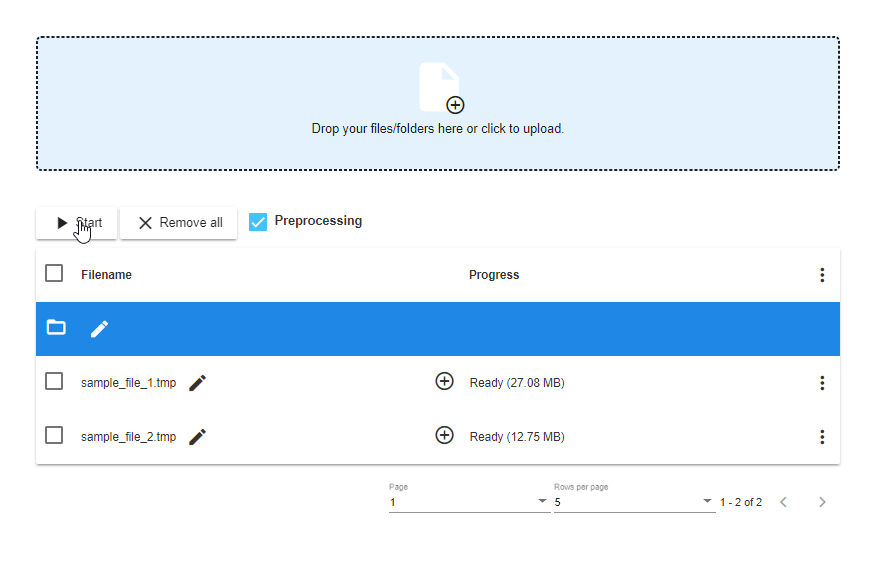 Drop your files/folders here or click to upload.
Start
Remove all
Preprocessing
Filename
Progress
sample_file_1.tmp
Ready (27.08 MB)
sample_file_2.tmp
Ready (12.75 MB)
Page
Rows per page
1
5
1 - 2 of 2